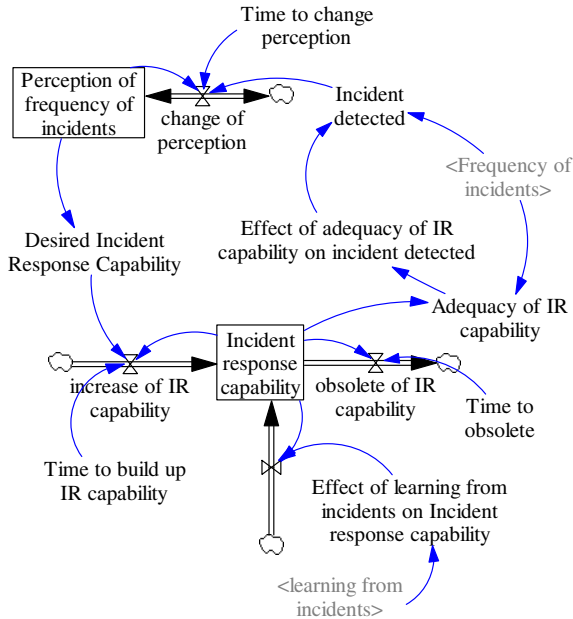 Time to change
perception
Perception of
frequency of
incidents
change of
perception
Incident
detected
<Frequency of
incidents>
Desired Incident
Response Capability
Effect of adequacy of IR
capability on incident detected
Adequacy of IR
capability
Incident
response
capability
increase of IR
capability
obsolete of IR
capability
Time to
obsolete
Time to build up
IR capability
Effect of learning from
incidents on Incident
response capability
<learning from
incidents>